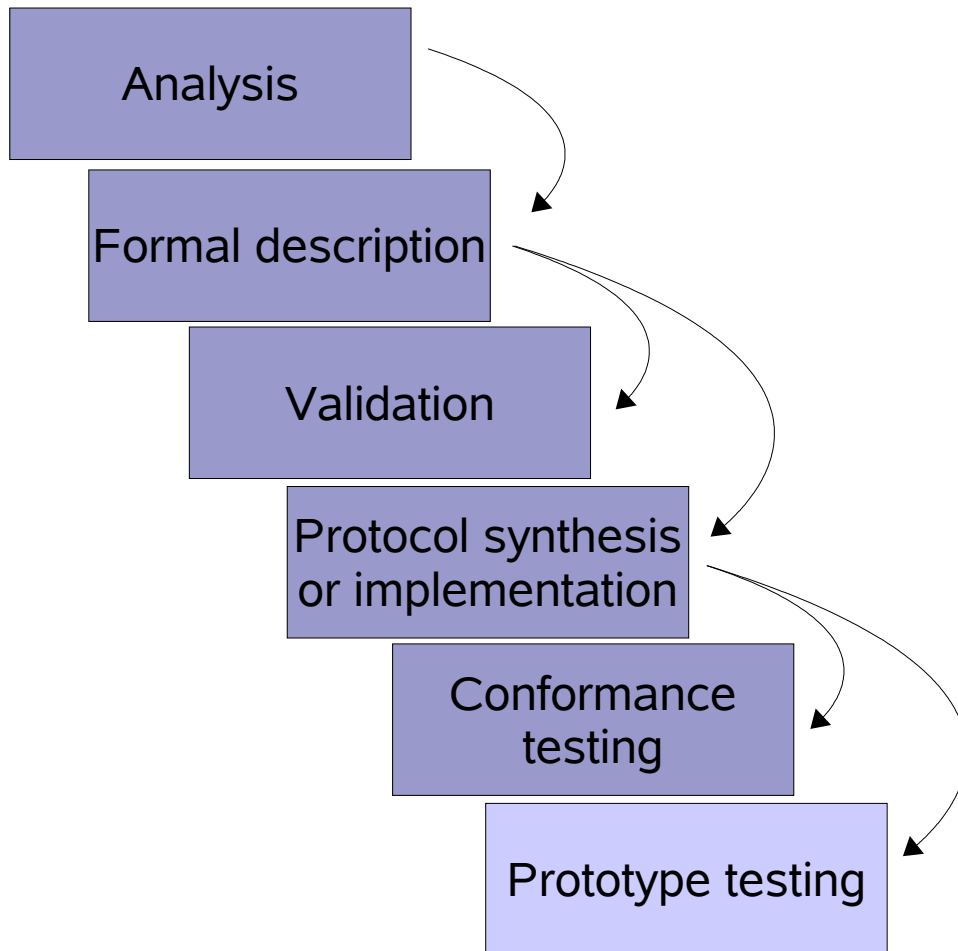 Analysis
Formal description
Validation
Protocol synthesis
or implementation
Conformance
testing
Prototype testing